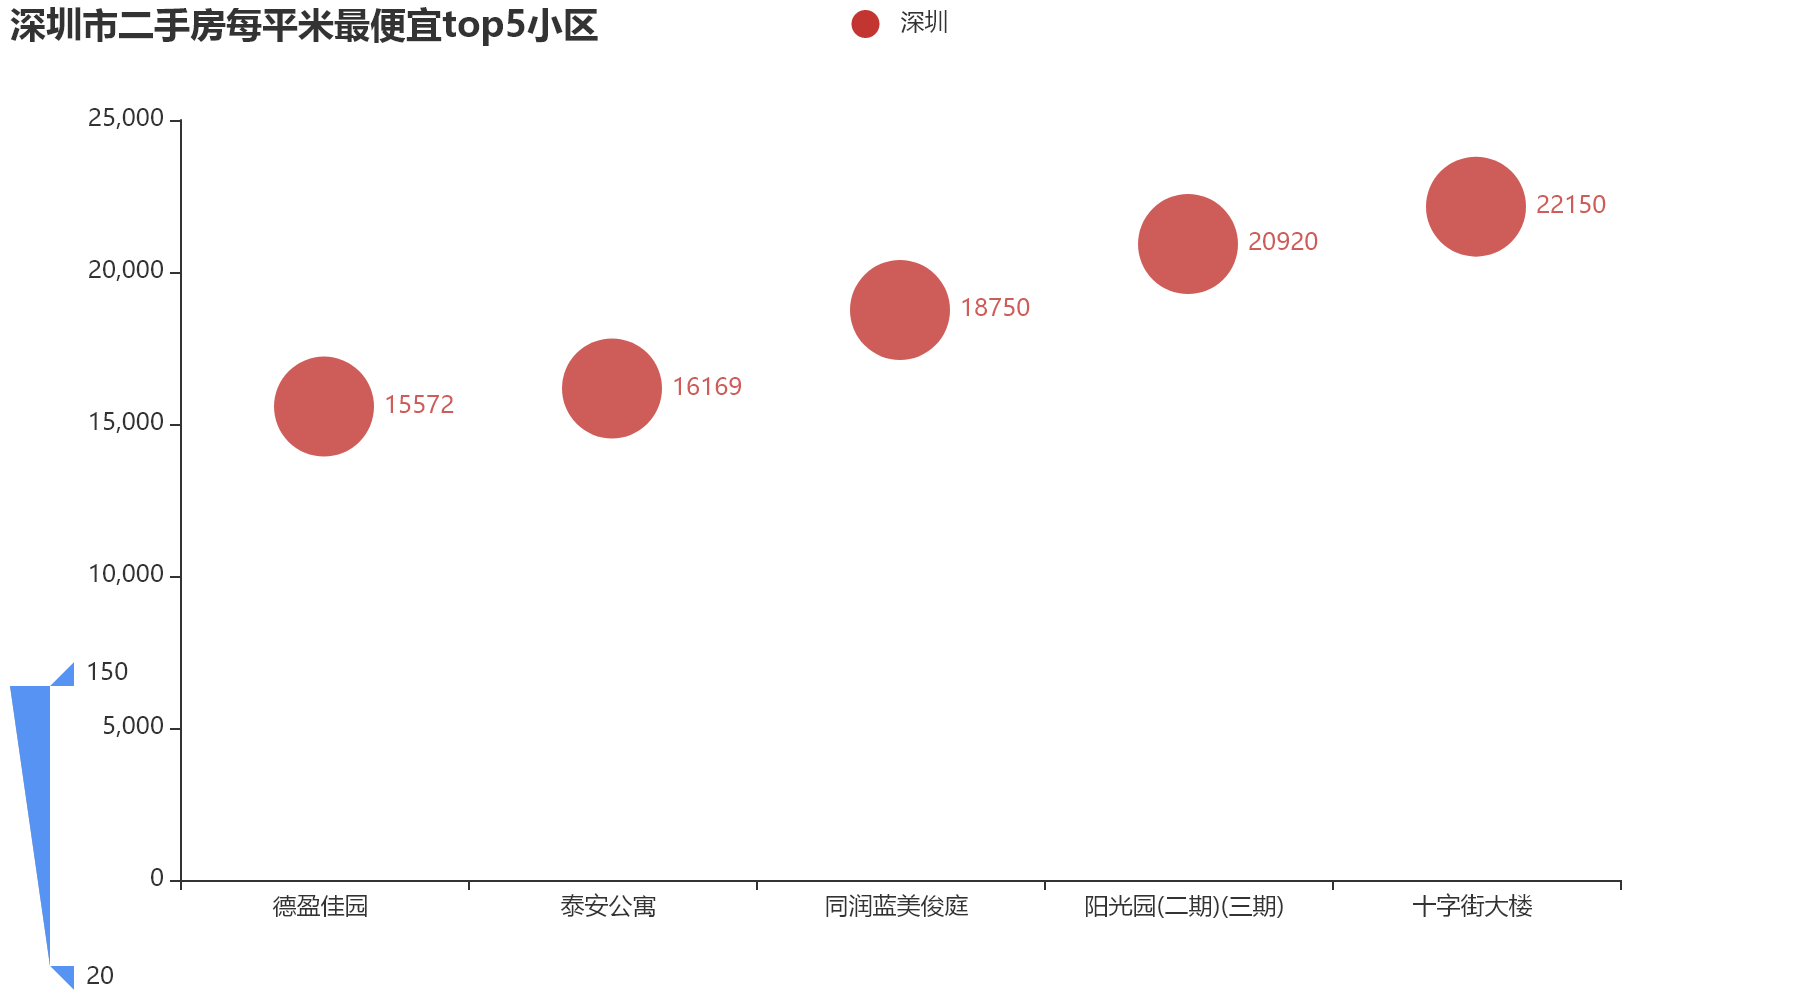 深圳市二手房每平米最便宜top5小区
深圳
25,000
20,000
15,000
10,000
5,000
0
22150
20920
18750
16169
15572
150
20
德盈佳园
泰安公寓
同润蓝美俊庭
阳光园(二期)(三期)
十字街大楼